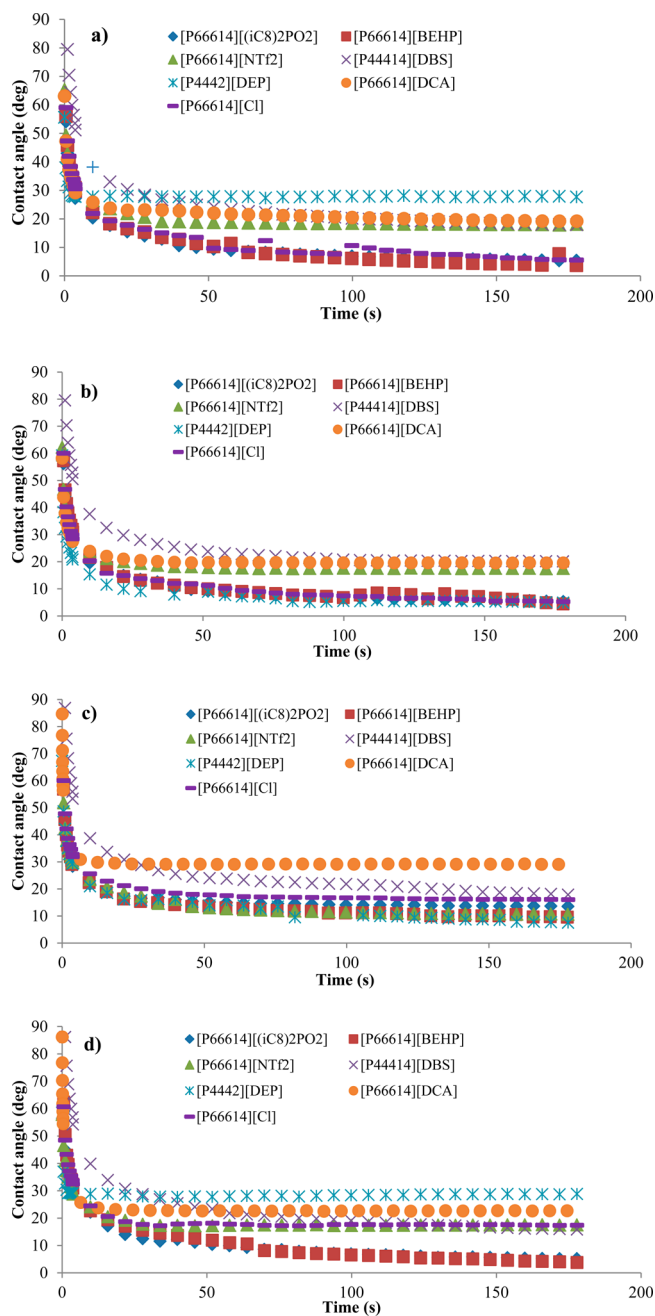 a)
[P66614][(iC8)2PO2] [P66614][BEHP]
[P66614][NTf2] [P44414][DBS]
[P4442][DEP] [P66614][DCA]
[P66614][Cl]
Contact angle (deg)
90
80
70
60
50
40
30
20
10
0
0 50 100 150 200
Time (s)
b)
[P66614][(iC8)2PO2] [P66614][BEHP]
[P66614][NTf2] [P44414][DBS]
[P4442][DEP] [P66614][DCA]
[P66614][Cl]
Contact angle (deg)
90
80
70
60
50
40
30
20
10
0
0 50 100 150 200
Time (s)
c)
[P66614][(iC8)2PO2] [P66614][BEHP]
[P66614][NTf2] [P44414][DBS]
[P4442][DEP] [P66614][DCA]
[P66614][Cl]
Contact angle (deg)
90
80
70
60
50
40
30
20
10
0
0 50 100 150 200
Time (s)
d)
[P66614][(iC8)2PO2] [P66614][BEHP]
[P66614][NTf2] [P44414][DBS]
[P4442][DEP] [P66614][DCA]
[P66614][Cl]
Contact angle (deg)
90
80
70
60
50
40
30
20
10
0
0 50 100 150 200
Time (s)